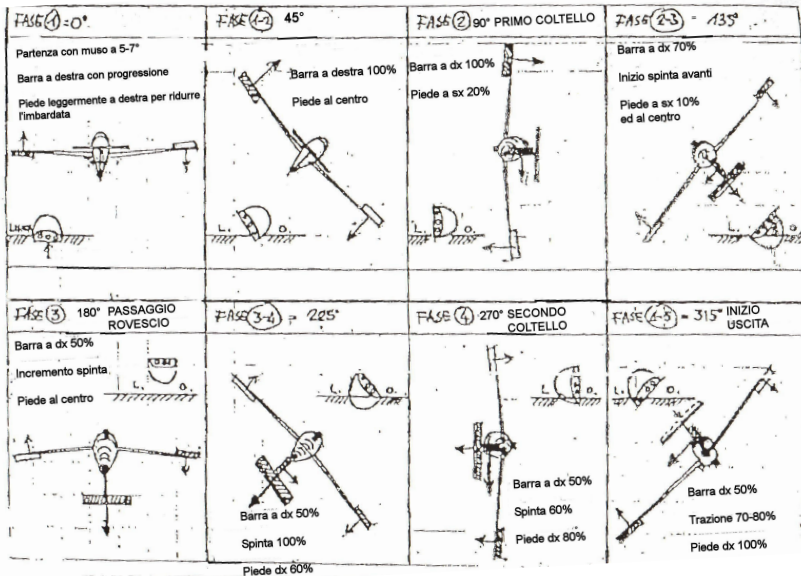 FASE 1 = 0°
Partenza con muso a 5-7°
Barra a destra con progressione
Piede leggermente a destra per ridurre
l'imbardata
L.
FASE 1-2 45°
Barra a destra 100%
Piede al centro
L. O.
FASE 2 90° PRIMO COLTELLO
Barra a dx 100%
Piede a sx 20%
L. O.
FASE 2-3 = 135°
Barra a dx 70%
Inizio spinta avanti
Piede a sx 10%
ed al centro
L. O.
FASE 3 180° PASSAGGIO
ROVESCIO
Barra a dx 50%
Incremento spinta
Piede al centro
L. O.
FASE 3-4 = 225°
L. O.
Barra a dx 50%
Spinta 100%
Piede dx 60%
FASE 4 270° SECONDO
COLTELLO
L. O.
Barra a dx 50%
Spinta 60%
Piede dx 80%
FASE 4-5 = 315° INIZIO
USCITA
L. O.
Barra dx 50%
Trazione 70-80%
Piede dx 100%